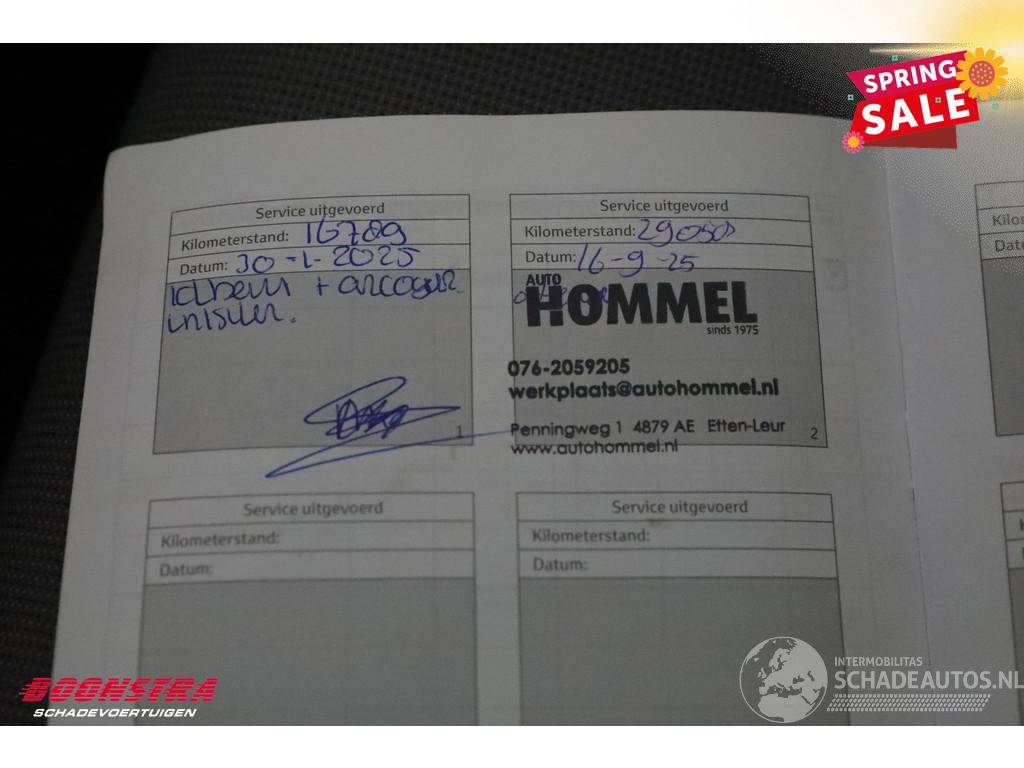 SPRING
SALE
Service uitgevoerd
Kilometerstand: 16789
Datum: 30-1-2025
+
1
Service uitgevoerd
Kilometerstand: 29050
Datum: 16-9-25
AUTO
HOMMEL
sinds 1975
076-2059205
werkplaats@autohommel.nl
Penningweg 1 4879 AE Etten-Leur
www.autohommel.nl
2
Service uitgevoerd
Kilometerstand:
Datum:
Service uitgevoerd
Kilometerstand:
Datum:
BOONSTRA
SCHADEVOERTUIGEN
INTERMOBILITAS
SCHADEAUTOS.NL